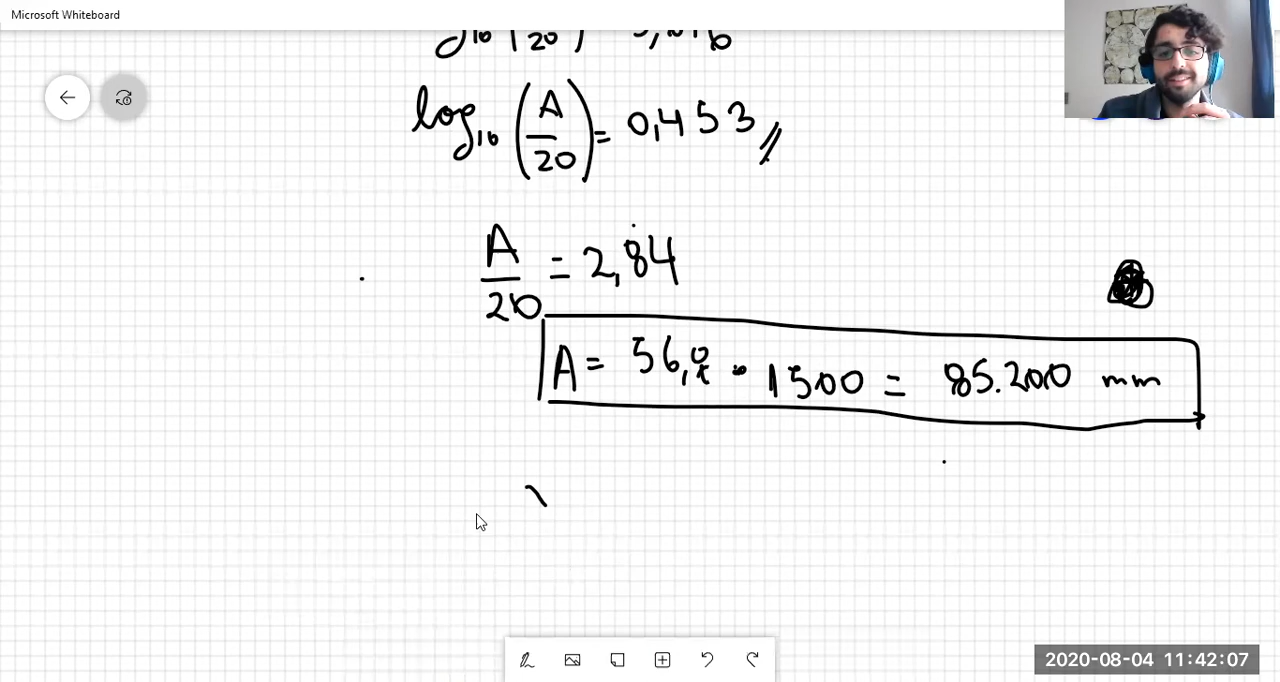 Microsoft Whiteboard
log₁₀ (A/20) = 0,453
A/20 = 2,84
A = 56,8 • 1500 = 85.200 mm
2020-08-04 11:42:07